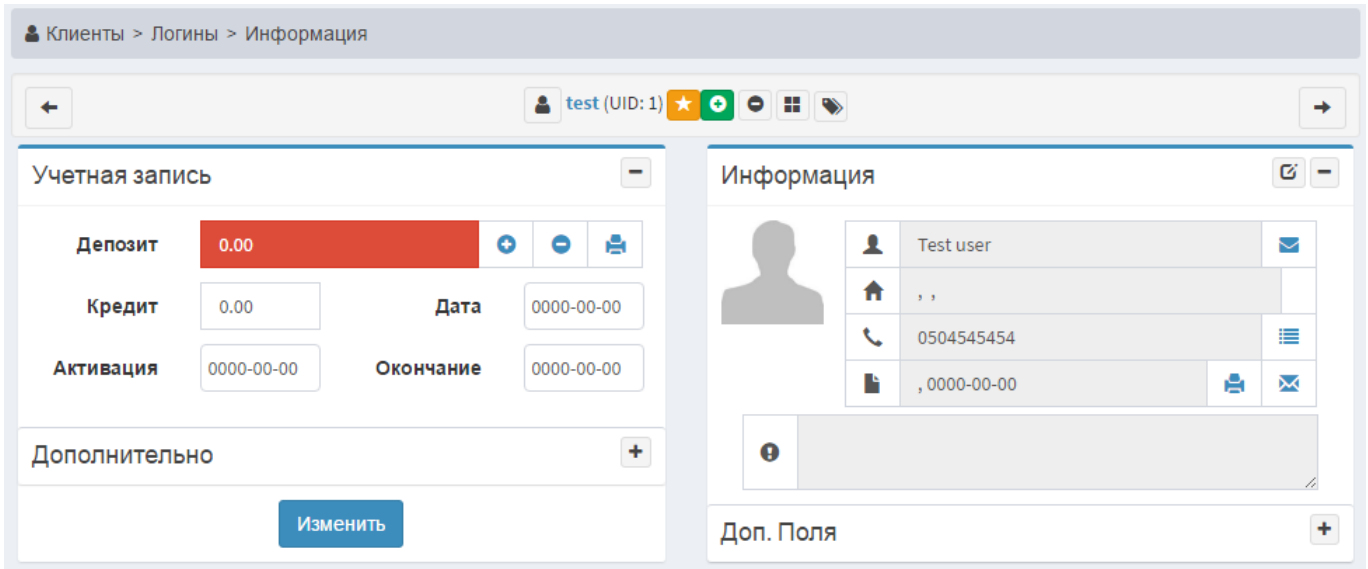 Клиенты > Логины > Информация
test (UID: 1)
Учетная запись
Депозит 0.00
Кредит 0.00 Дата 0000-00-00
Активация 0000-00-00 Окончание 0000-00-00
Дополнительно
Изменить
Информация
Test user
, ,
0504545454
, 0000-00-00
Доп. Поля